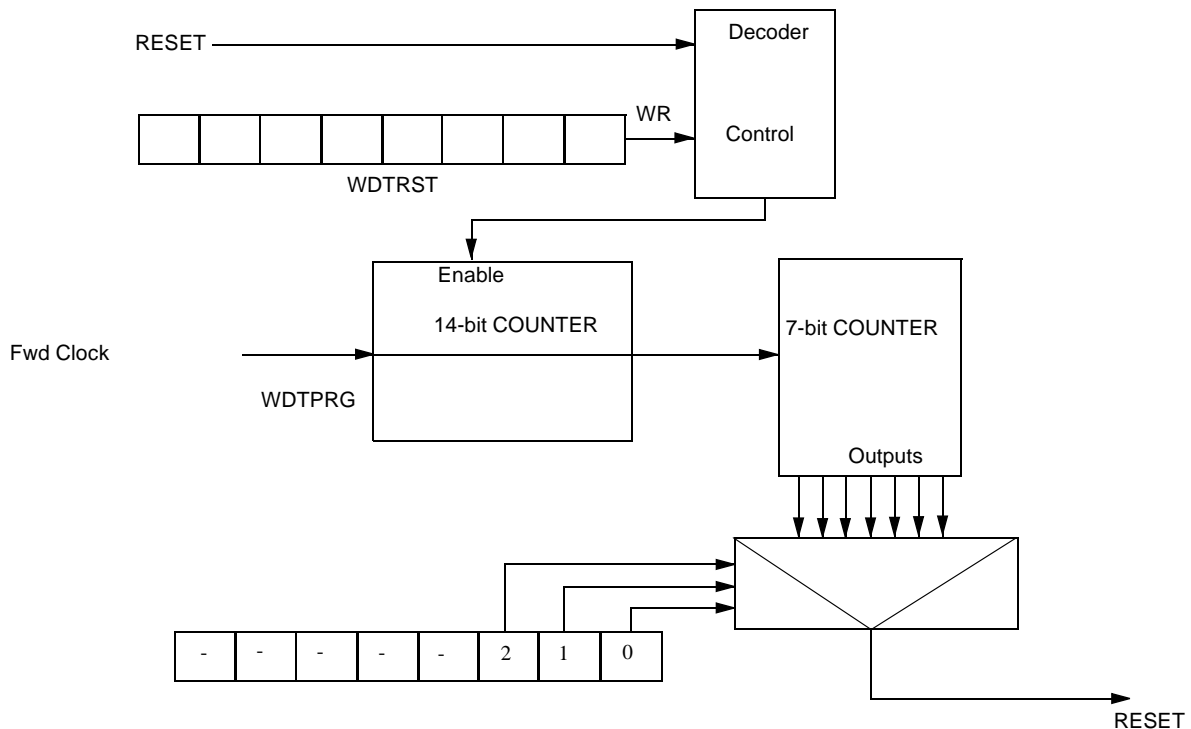 Decoder
RESET
WR
Control
WDTRST
Enable
14-bit COUNTER
7-bit COUNTER
Fwd Clock
WDTPRG
Outputs
- - - - - 2 1 0
RESET